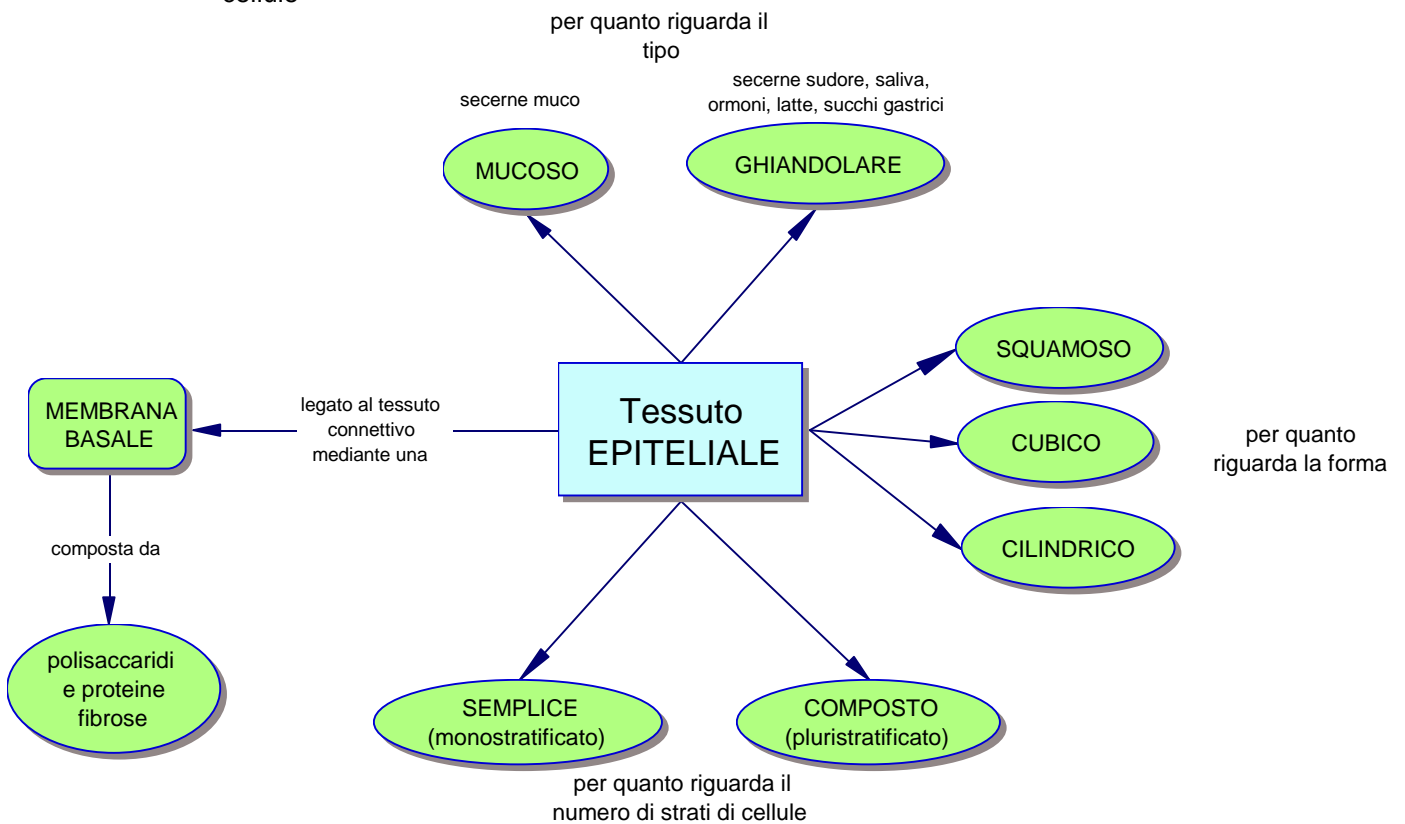 per quanto riguarda il
tipo
secerne muco
secerne sudore, saliva,
ormoni, latte, succhi gastrici
MUCOSO
GHIANDOLARE
SQUAMOSO
MEMBRANA
BASALE
legato al tessuto
connettivo
mediante una
Tessuto
EPITELIALE
CUBICO
per quanto
riguarda la forma
CILINDRICO
composta da
polisaccaridi
e proteine
fibrose
SEMPLICE
(monostratificato)
COMPOSTO
(pluristratificato)
per quanto riguarda il
numero di strati di cellule